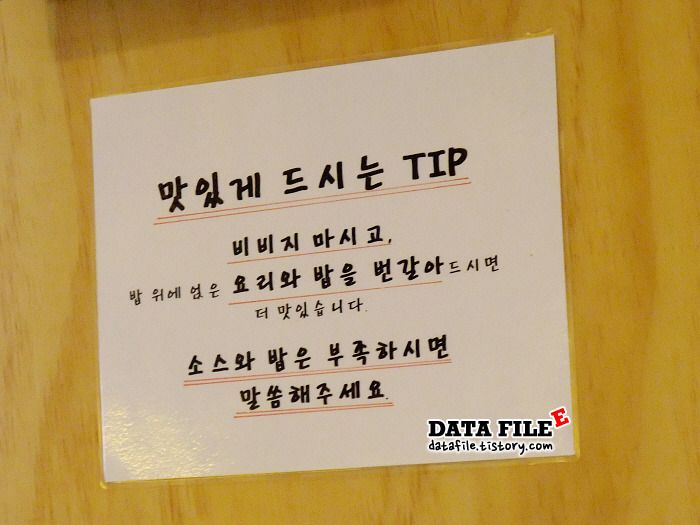 맛있게 드시는 TIP
비비지 마시고,
밥 위에 얹은 요리와 밥을 번갈아 드시면
더 맛있습니다.
소스와 밥은 부족하시면
말씀해주세요.
DATA FILE E
datafile.tistory.com